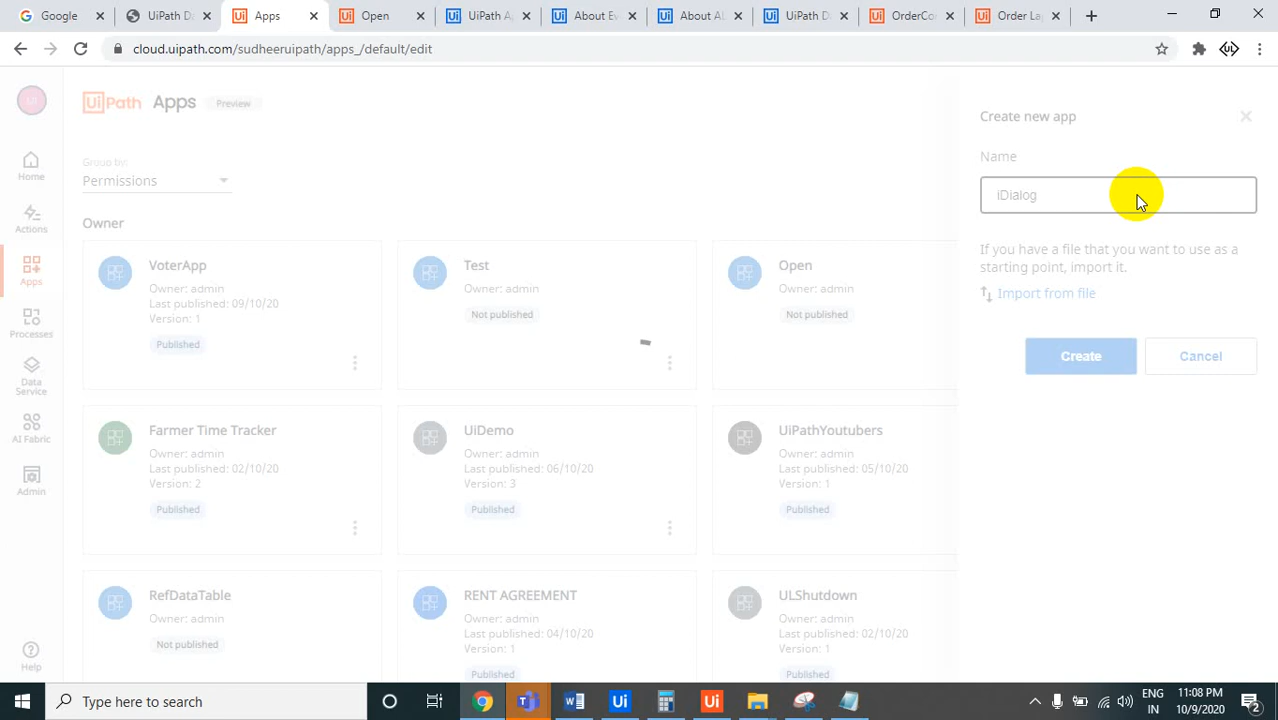 Google
UiPath Da
Apps
Open
UiPath A
About Ev
About AL
UiPath D
OrderCo
Order La
cloud.uipath.com/sudheeruipath/apps_/default/edit
UiPath Apps Preview
Home
Actions
Apps
Processes
Data
Service
AI Fabric
Admin
Help
Group by:
Permissions
Owner
VoterApp
Owner: admin
Last published: 09/10/20
Version: 1
Published
Test
Owner: admin
Not published
Open
Owner: admin
Not published
Farmer Time Tracker
Owner: admin
Last published: 02/10/20
Version: 2
Published
UiDemo
Owner: admin
Last published: 06/10/20
Version: 3
Published
UiPathYoutubers
Owner: admin
Last published: 05/10/20
Version: 1
Published
RefDataTable
Owner: admin
Not published
RENT AGREEMENT
Owner: admin
Last published: 04/10/20
Version: 1
Published
ULShutdown
Owner: admin
Last published: 02/10/20
Version: 1
Published
Create new app
Name
iDialog
If you have a file that you want to use as a
starting point, import it.
Import from file
Create
Cancel
Type here to search
ENG
IN
11:08 PM
10/9/2020
2